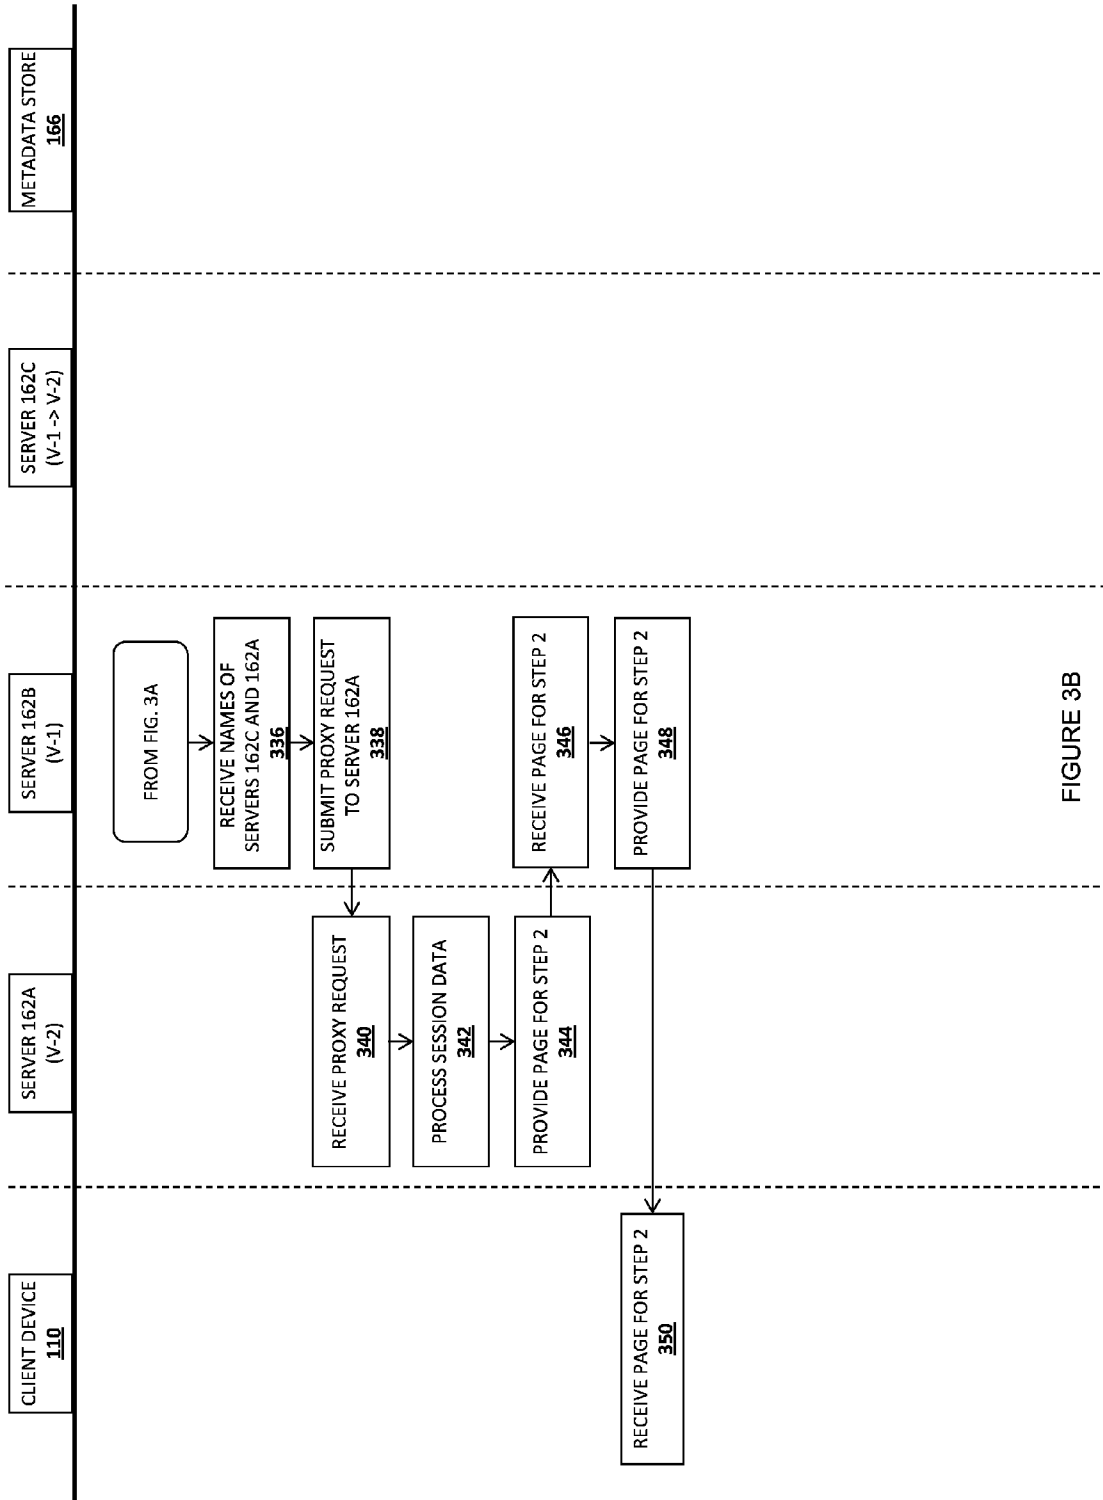 CLIENT DEVICE
110
SERVER 162A
(V-2)
SERVER 162B
(V-1)
SERVER 162C
(V-1 -> V-2)
METADATA STORE
166
FROM FIG. 3A
RECEIVE NAMES OF
SERVERS 162C AND 162A
336
SUBMIT PROXY REQUEST
TO SERVER 162A
338
RECEIVE PROXY REQUEST
340
PROCESS SESSION DATA
342
PROVIDE PAGE FOR STEP 2
344
RECEIVE PAGE FOR STEP 2
346
PROVIDE PAGE FOR STEP 2
348
RECEIVE PAGE FOR STEP 2
350
FIGURE 3B